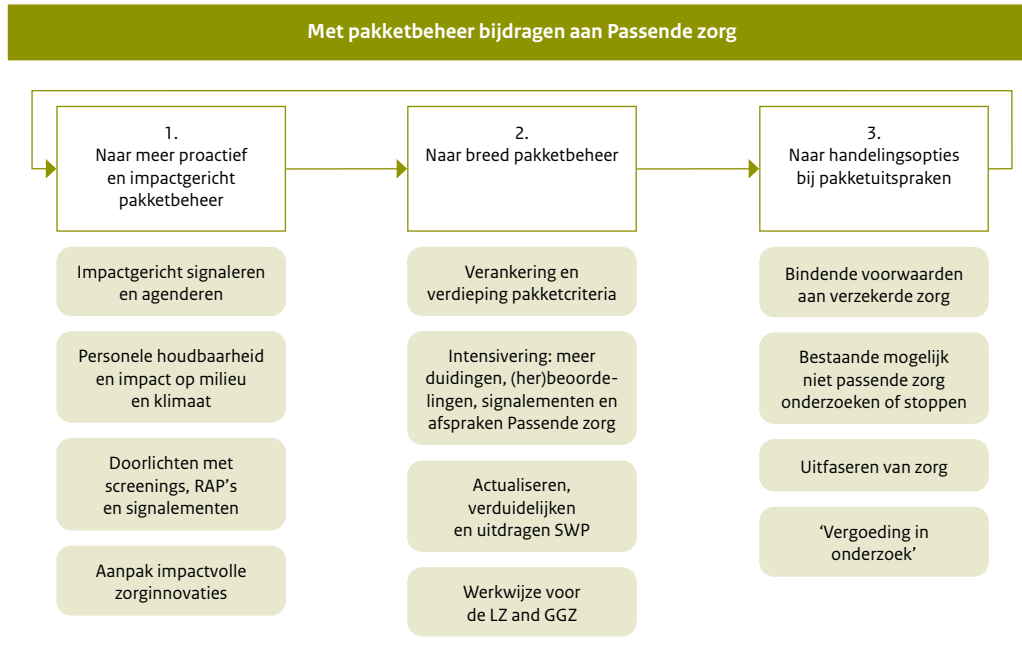 Met pakketbeheer bijdragen aan Passende zorg
1.
Naar meer proactief
en impactgericht
pakketbeheer
Impactgericht signaleren
en agenderen
Personele houdbaarheid
en impact op milieu
en klimaat
Doorlichten met
screenings, RAP’s
en signalementen
Aanpak impactvolle
zorginnovaties
2.
Naar breed pakketbeheer
Verankering en
verdieping pakketcriteria
Intensivering: meer
duidingen, (her)beoorde-
lingen, signalementen en
afspraken Passende zorg
Actualiseren,
verduidelijken
en uitdragen SWP
Werkwijze voor
de LZ and GGZ
3.
Naar handelingsopties
bij pakketuitspraken
Bindende voorwaarden
aan verzekerde zorg
Bestaande mogelijk
niet passende zorg
onderzoeken of stoppen
Uitfaseren van zorg
‘Vergoeding in
onderzoek’